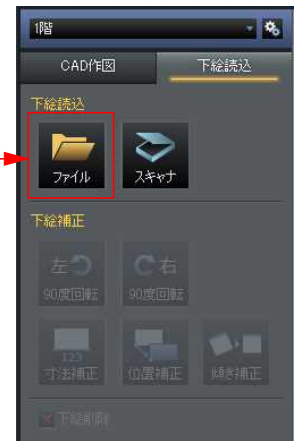 1階
CAD作図 下絵読込
下絵読込
ファイル スキャナ
下絵補正
左 右
90度回転 90度回転
123
寸法補正 位置補正 傾き補正
下絵削除